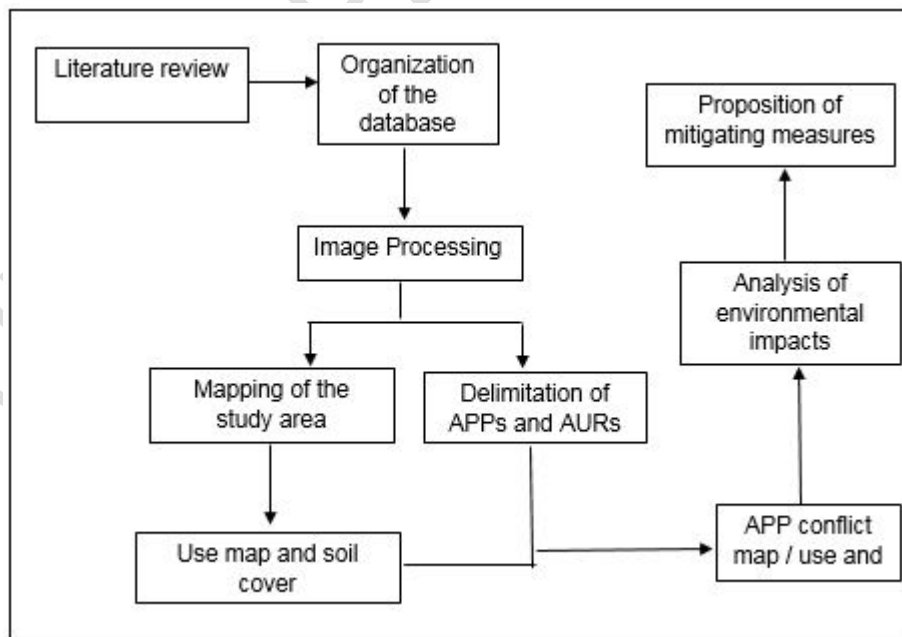 Literature review
Organization
of the
database
Image Processing
Mapping of the
study area
Delimitation of
APPs and AURs
Use map and soil
cover
APP conflict
map / use and
Analysis of
environmental
impacts
Proposition of
mitigating measures